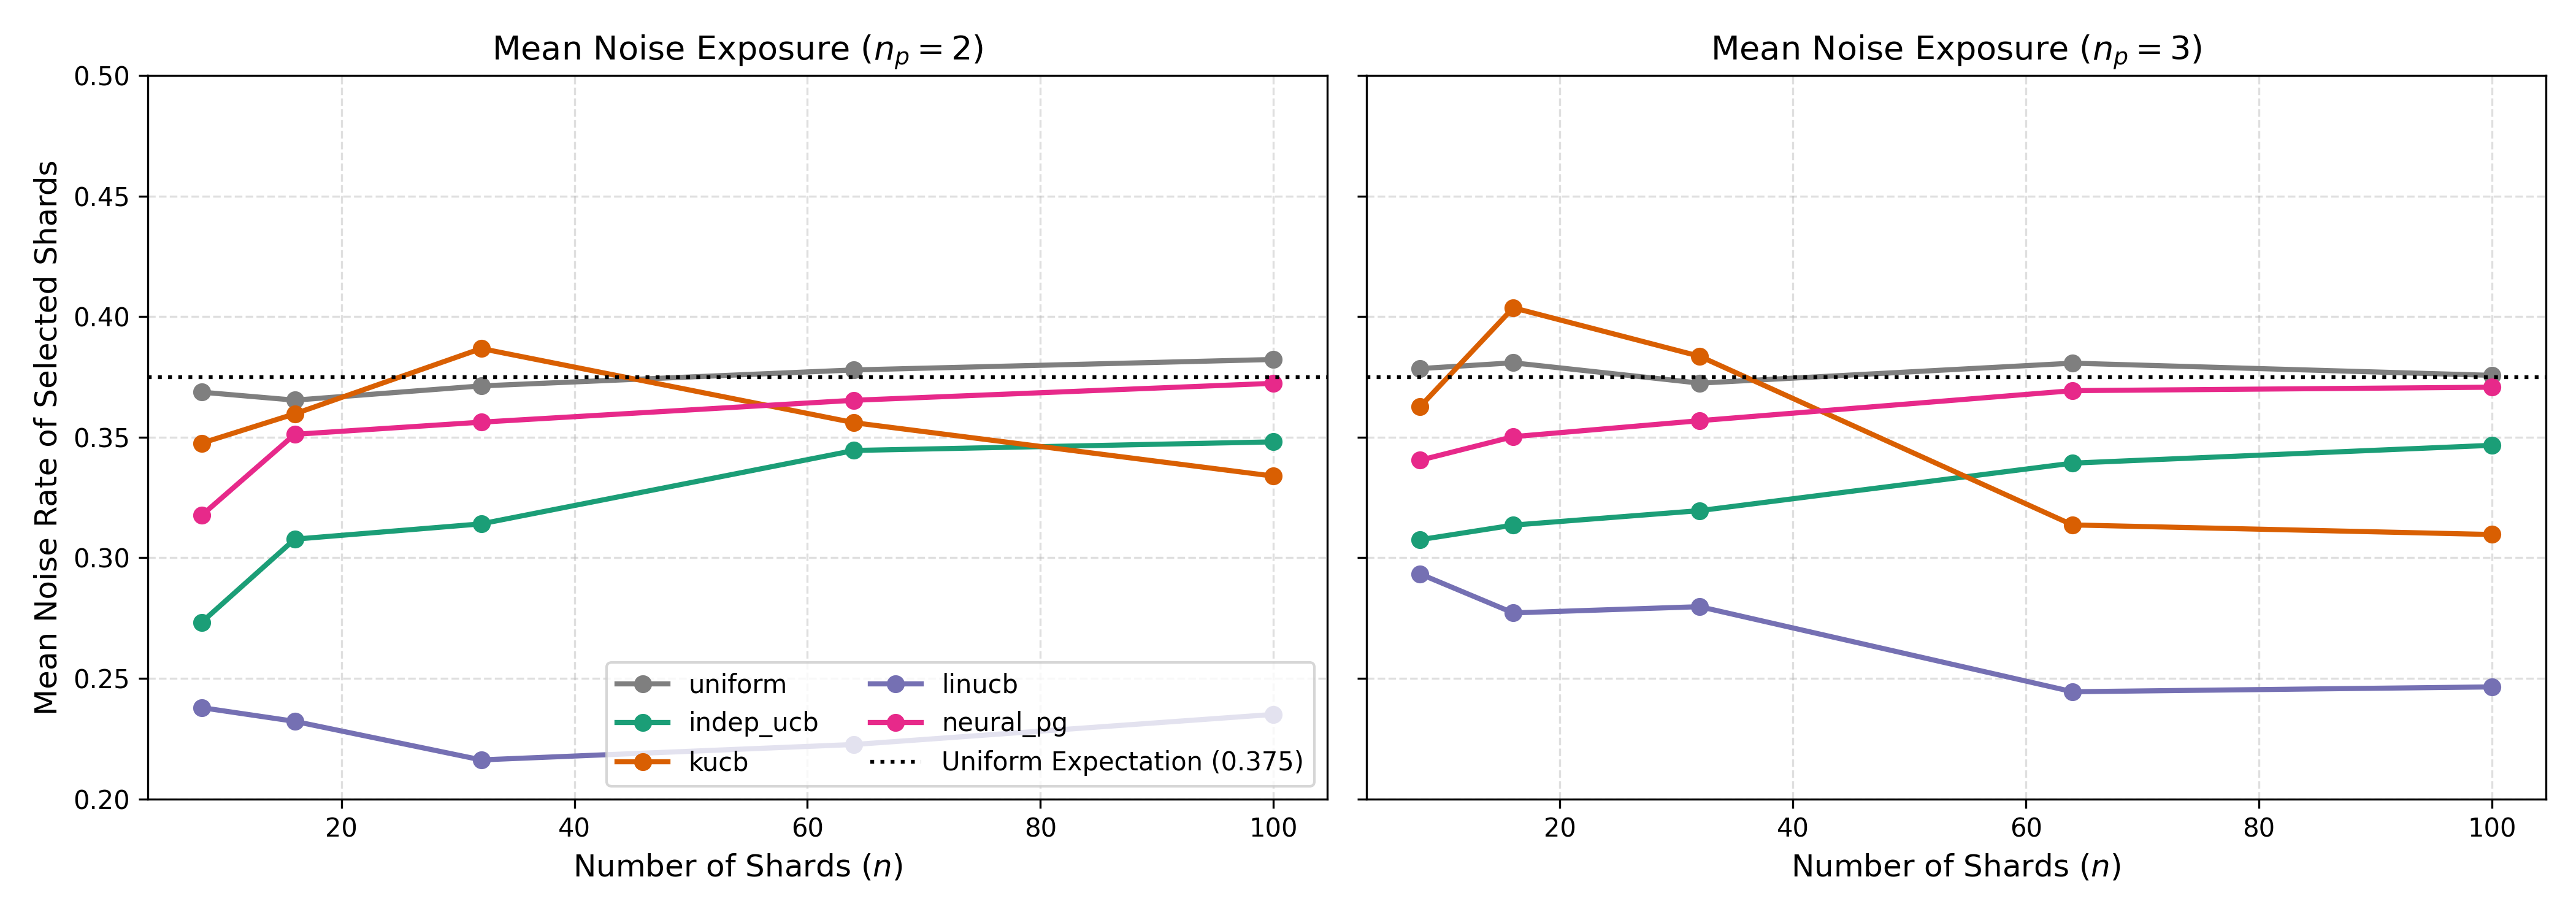 Mean Noise Exposure (n_p = 2)
Mean Noise Rate of Selected Shards
0.50
0.45
0.40
0.35
0.30
0.25
0.20
uniform
indep_ucb
kucb
linucb
neural_pg
Uniform Expectation (0.375)
20 40 60 80 100
Number of Shards (n)
Mean Noise Exposure (n_p = 3)
20 40 60 80 100
Number of Shards (n)